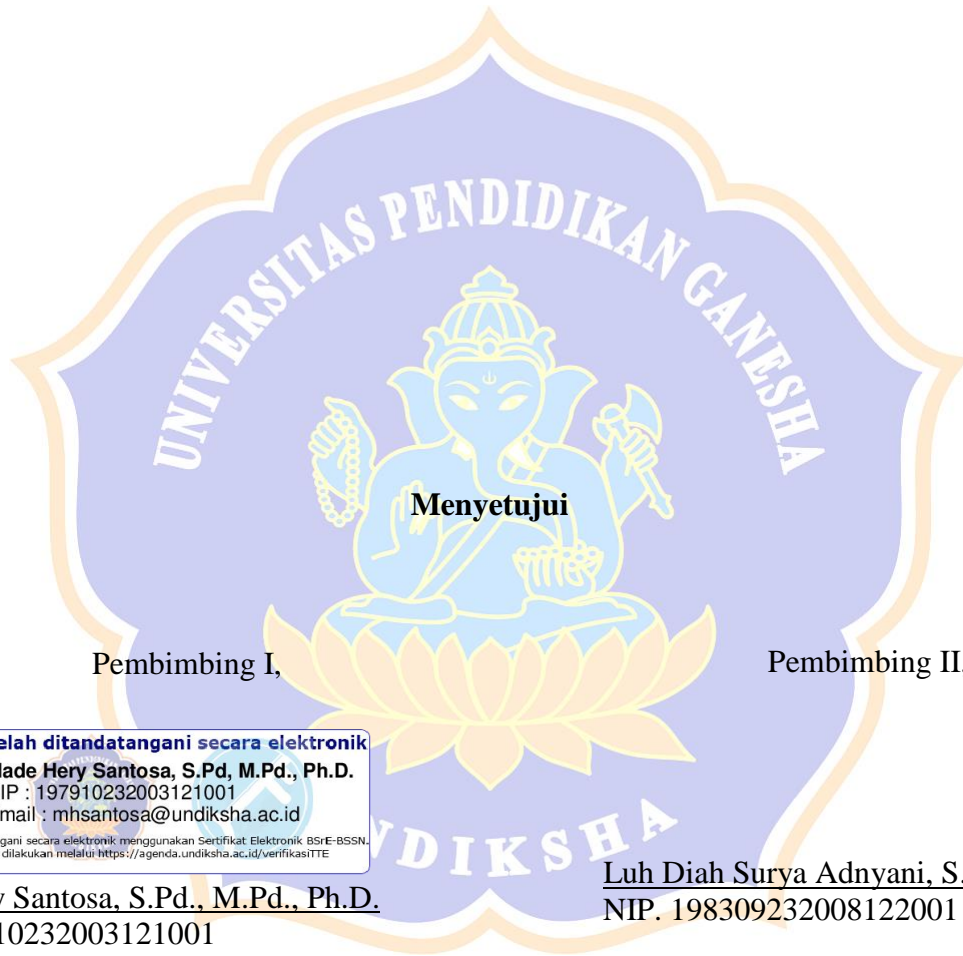 UNIVERSITAS PENDIDIKAN GANESHA
Menyetujui
Pembimbing I,
Pembimbing II,
elah ditandatangani secara elektronik
Made Hery Santosa, S.Pd, M.Pd., Ph.D.
IP : 197910232003121001
mail : mhsantosa@undiksha.ac.id
gani secara elektronik menggunakan Sertifikat Elektronik BSrE-BSSN.
dilakukan melalui https://agenda.undiksha.ac.id/verifikasiTTE
UNDIKSHA
y Santosa, S.Pd., M.Pd., Ph.D.
10232003121001
Luh Diah Surya Adnyani, S.
NIP. 198309232008122001